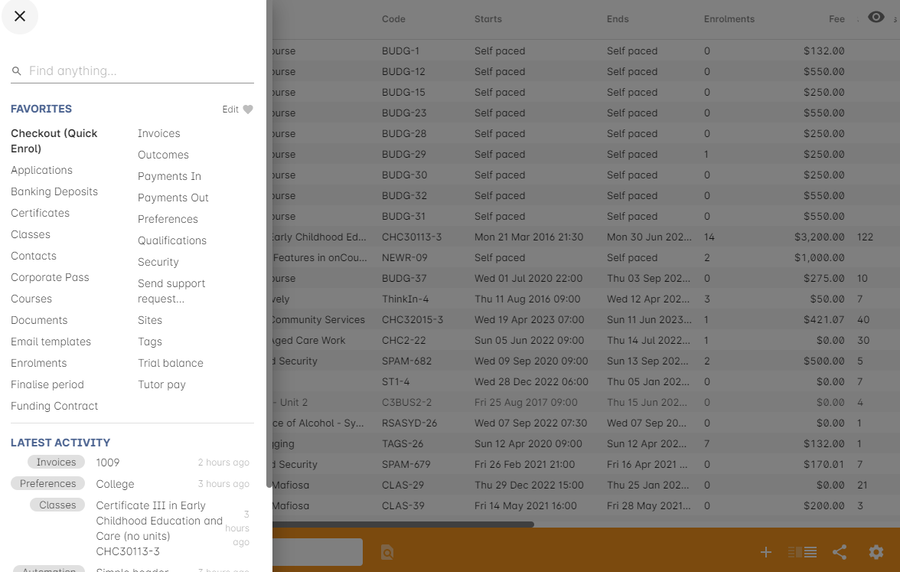 Find anything...
FAVORITES
Edit
Checkout (Quick
Enrol)
Applications
Banking Deposits
Certificates
Classes
Contacts
Corporate Pass
Courses
Documents
Email templates
Enrolments
Finalise period
Funding Contract
Invoices
Outcomes
Payments In
Payments Out
Preferences
Qualifications
Security
Send support
request...
Sites
Tags
Trial balance
Tutor pay
LATEST ACTIVITY
Invoices 1009 2 hours ago
Preferences College 3 hours ago
Classes Certificate III in Early
Childhood Education and
Care (no units)
CHC30113-3
3
hours
ago
Automation Simple header 3 hours ago
Code Starts Ends Enrolments Fee
ourse BUDG-1 Self paced Self paced 0 $132.00
ourse BUDG-12 Self paced Self paced 0 $550.00
ourse BUDG-15 Self paced Self paced 0 $250.00
ourse BUDG-23 Self paced Self paced 0 $550.00
ourse BUDG-28 Self paced Self paced 0 $250.00
ourse BUDG-29 Self paced Self paced 1 $250.00
ourse BUDG-30 Self paced Self paced 0 $250.00
ourse BUDG-32 Self paced Self paced 0 $550.00
ourse BUDG-31 Self paced Self paced 0 $550.00
Early Childhood Ed... CHC30113-3 Mon 21 Mar 2016 21:30 Mon 30 Jun 202... 14 $3,200.00 122
Features in onCou... NEWR-09 Self paced Self paced 2 $1,000.00
ourse BUDG-37 Wed 01 Jul 2020 22:00 Thu 03 Sep 202... 0 $275.00 10
vely ThinkIn-4 Thu 11 Aug 2016 09:00 Wed 12 Apr 202... 3 $50.00 7
Community Services CHC32015-3 Wed 19 Apr 2023 07:00 Sun 11 Jun 2023... 1 $421.07 40
Aged Care Work CHC2-22 Sun 05 Jun 2022 09:00 Thu 14 Jul 2022... 1 $0.00 30
d Security SPAM-682 Wed 09 Sep 2020 09:00 Sun 13 Sep 202... 2 $500.00 5
ST1-4 Wed 28 Dec 2022 06:00 Thu 05 Jan 202... 0 $0.00 7
- Unit 2 C3BUS2-2 Fri 25 Aug 2017 09:00 Thu 15 Jun 202... 0 $0.00 4
ce of Alcohol - Sy... RSASYD-26 Wed 07 Sep 2022 07:30 Wed 07 Sep 202... 0 $0.00 1
ging TAGS-26 Sun 12 Apr 2020 09:00 Sun 12 Apr 202... 7 $132.00 1
d Security SPAM-679 Fri 26 Feb 2021 21:00 Fri 16 Apr 2021 ... 0 $170.01 7
Mafiosa CLAS-29 Thu 29 Dec 2022 15:00 Thu 25 Jan 202... 0 $0.00 21
Mafiosa CLAS-39 Fri 14 May 2021 16:00 Fri 28 May 2021... 0 $200.00 3